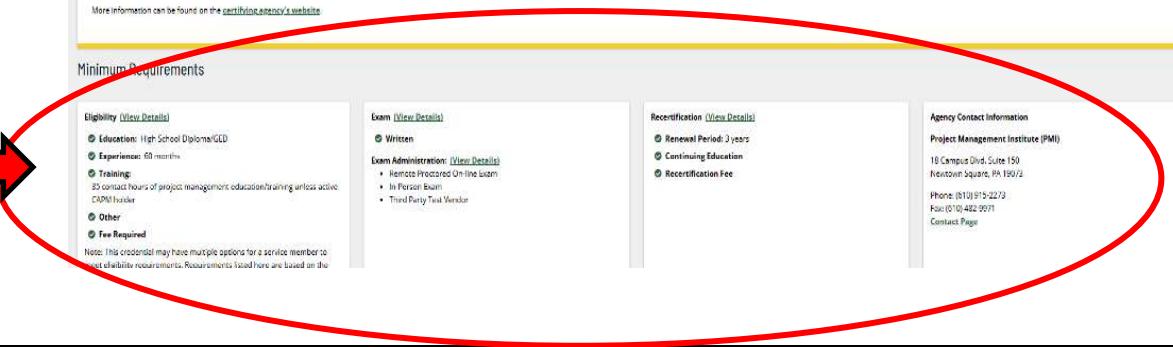 More information can be found on the certifying agency's website.
Minimum Requirements
Eligibility (View Details)
Education: High School Diploma/GED
Experience: 60 months
Training:
35 contact hours of project management education/training unless active
CAPM holder
Other
Fee Required
Note: This credential may have multiple options for a service member to
meet eligibility requirements. Requirements listed here are based on the
Exam (View Details)
Written
Exam Administration: (View Details)
Remote Proctored On-line Exam
In Person Exam
Third Party Test Vendor
Recertification (View Details)
Renewal Period: 3 years
Continuing Education
Recertification Fee
Agency Contact Information
Project Management Institute (PMI)
18 Campus Blvd. Suite 150
Newtown Square, PA 19073
Phone: (610) 915-2273
Fax: (610) 482-9971
Contact Page